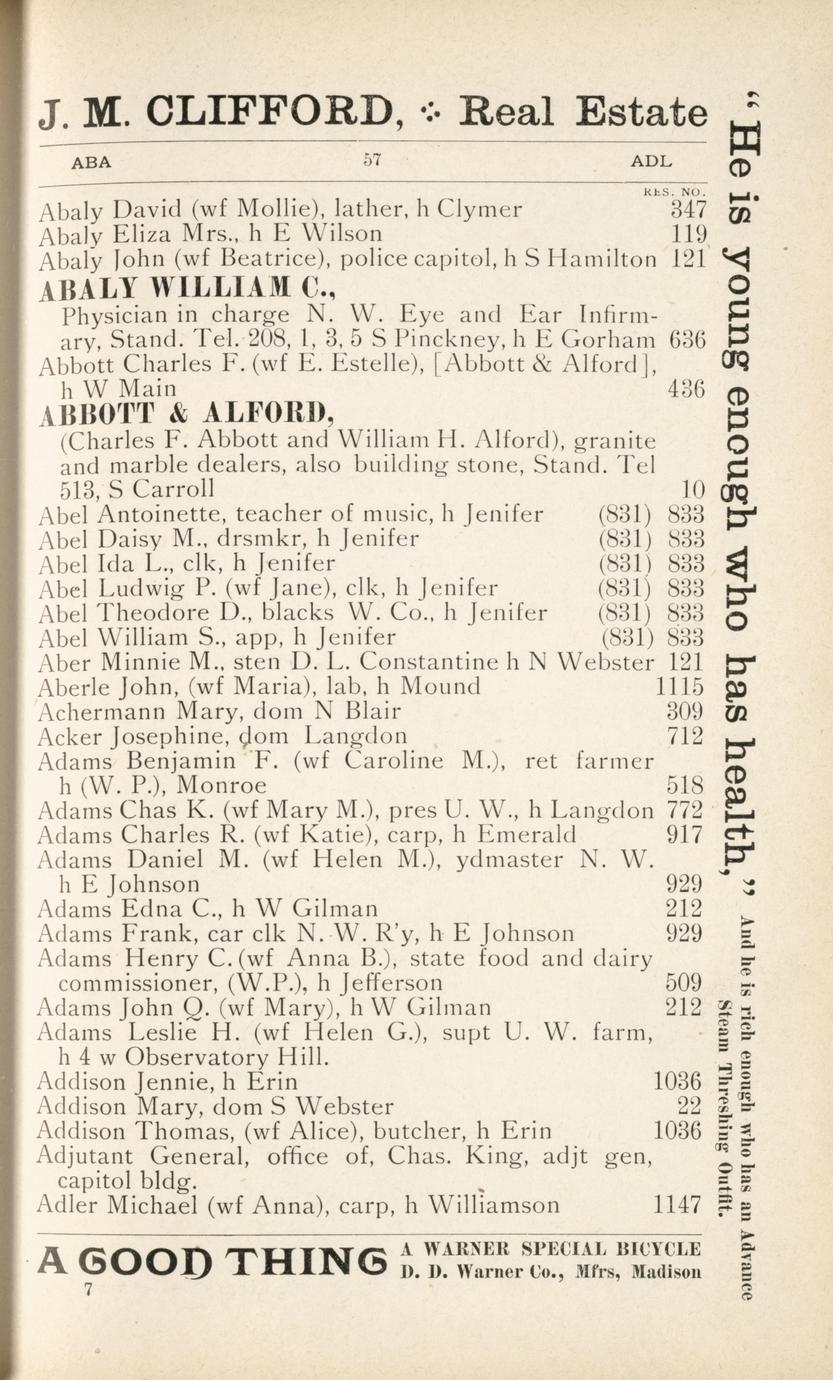 J. M. CLIFFORD, ⁘ Real Estate
ABA 57 ADL
RES. NO.
Abaly David (wf Mollie), lather, h Clymer 347
Abaly Eliza Mrs., h E Wilson 119
Abaly John (wf Beatrice), police capitol, h S Hamilton 121
ABALY WILLIAM C.,
Physician in charge N. W. Eye and Ear Infirm-
ary, Stand. Tel. 208, 1, 3, 5 S Pinckney, h E Gorham 636
Abbott Charles F. (wf E. Estelle), [Abbott & Alford],
h W Main 436
ABBOTT & ALFORD,
(Charles F. Abbott and William H. Alford), granite
and marble dealers, also building stone, Stand. Tel
513, S Carroll 10
Abel Antoinette, teacher of music, h Jenifer (831) 833
Abel Daisy M., drsmkr, h Jenifer (831) 833
Abel Ida L., clk, h Jenifer (831) 833
Abel Ludwig P. (wf Jane), clk, h Jenifer (831) 833
Abel Theodore D., blacks W. Co., h Jenifer (831) 833
Abel William S., app, h Jenifer (831) 833
Aber Minnie M., sten D. L. Constantine h N Webster 121
Aberle John, (wf Maria), lab, h Mound 1115
Achermann Mary, dom N Blair 309
Acker Josephine, dom Langdon 712
Adams Benjamin F. (wf Caroline M.), ret farmer
h (W. P.), Monroe 518
Adams Chas K. (wf Mary M.), pres U. W., h Langdon 772
Adams Charles R. (wf Katie), carp, h Emerald 917
Adams Daniel M. (wf Helen M.), ydmaster N. W.
h E Johnson 929
Adams Edna C., h W Gilman 212
Adams Frank, car clk N. W. R'y, h E Johnson 929
Adams Henry C. (wf Anna B.), state food and dairy
commissioner, (W.P.), h Jefferson 509
Adams John Q. (wf Mary), h W Gilman 212
Adams Leslie H. (wf Helen G.), supt U. W. farm,
h 4 w Observatory Hill.
Addison Jennie, h Erin 1036
Addison Mary, dom S Webster 22
Addison Thomas, (wf Alice), butcher, h Erin 1036
Adjutant General, office of, Chas. King, adjt gen,
capitol bldg.
Adler Michael (wf Anna), carp, h Williamson 1147
A GOOD THING A WARNER SPECIAL BICYCLE
D. D. Warner Co., Mfrs, Madison
7
“He is young enough who has health,” And he is rich enough who has an Advance
Steam Threshing Outfit.